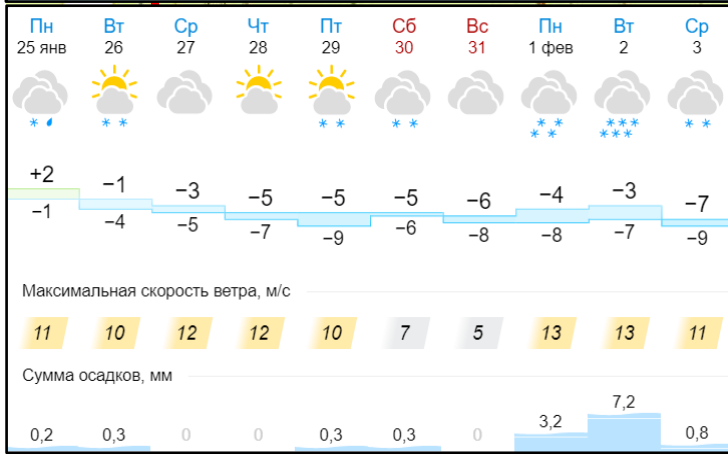 Пн Вт Ср Чт Пт Сб Вс Пн Вт Ср
25 янв 26 27 28 29 30 31 1 фев 2 3
+2 −1 −3 −5 −5 −5 −6 −4 −3 −7
−1 −4 −5 −7 −9 −6 −8 −8 −7 −9
Максимальная скорость ветра, м/с
11 10 12 12 10 7 5 13 13 11
Сумма осадков, мм
0,2 0,3 0 0 0,3 0,3 0 3,2 7,2 0,8